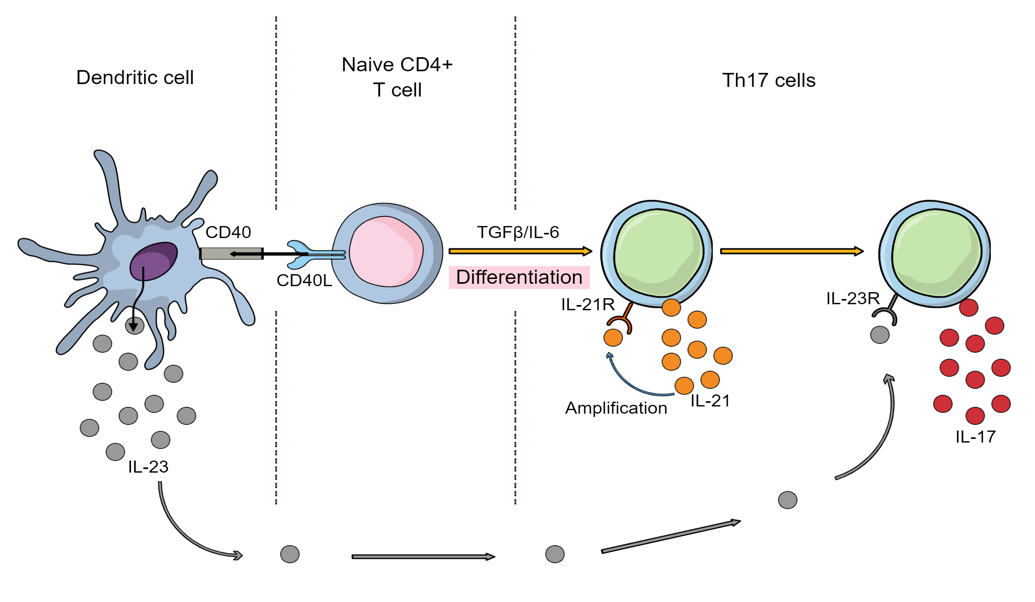 Dendritic cell
Naive CD4+
T cell
Th17 cells
CD40
CD40L
TGFβ/IL-6
Differentiation
IL-21R
IL-23R
Amplification
IL-21
IL-17
IL-23